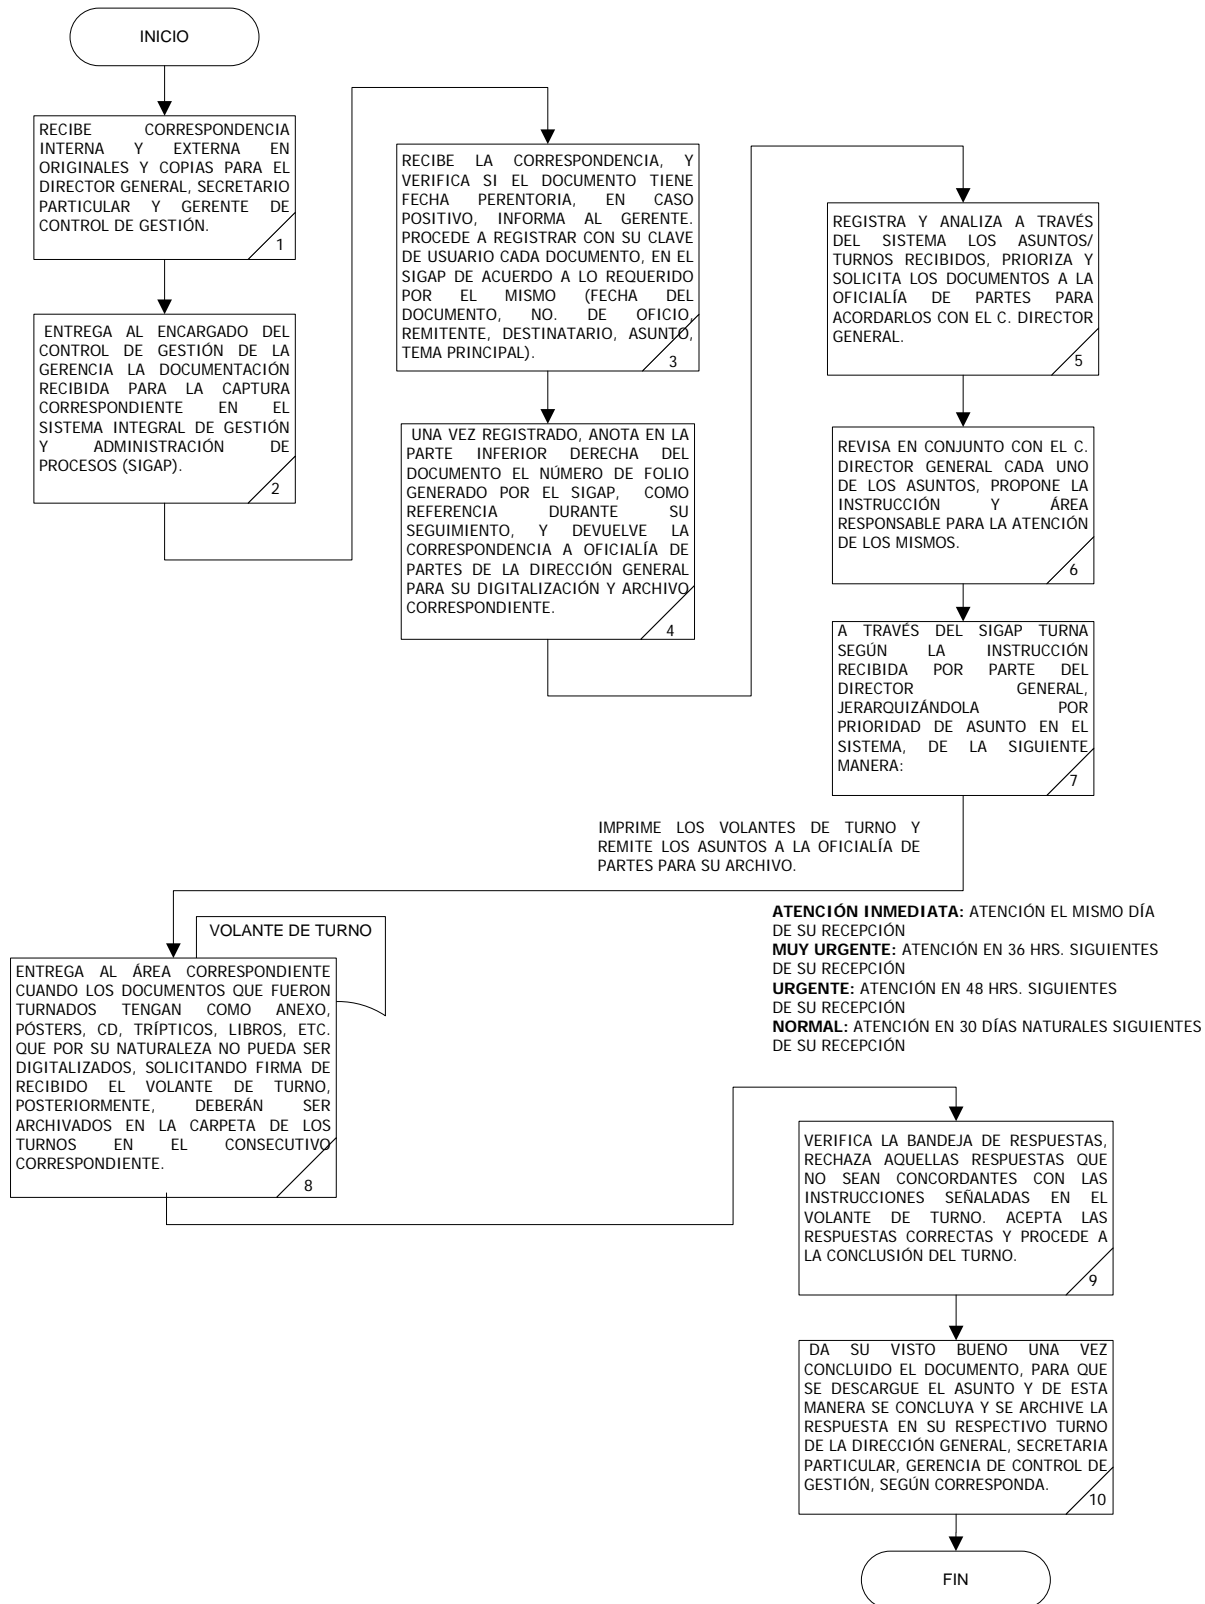 INICIO
RECIBE CORRESPONDENCIA
INTERNA Y EXTERNA EN
ORIGINALES Y COPIAS PARA EL
DIRECTOR GENERAL, SECRETARIO
PARTICULAR Y GERENTE DE
CONTROL DE GESTIÓN.
1
ENTREGA AL ENCARGADO DEL
CONTROL DE GESTIÓN DE LA
GERENCIA LA DOCUMENTACIÓN
RECIBIDA PARA LA CAPTURA
CORRESPONDIENTE EN EL
SISTEMA INTEGRAL DE GESTIÓN
Y ADMINISTRACIÓN DE
PROCESOS (SIGAP).
2
RECIBE LA CORRESPONDENCIA, Y
VERIFICA SI EL DOCUMENTO TIENE
FECHA PERENTORIA, EN CASO
POSITIVO, INFORMA AL GERENTE.
PROCEDE A REGISTRAR CON SU CLAVE
DE USUARIO CADA DOCUMENTO, EN EL
SIGAP DE ACUERDO A LO REQUERIDO
POR EL MISMO (FECHA DEL
DOCUMENTO, NO. DE OFICIO,
REMITENTE, DESTINATARIO, ASUNTO,
TEMA PRINCIPAL).
3
UNA VEZ REGISTRADO, ANOTA EN LA
PARTE INFERIOR DERECHA DEL
DOCUMENTO EL NÚMERO DE FOLIO
GENERADO POR EL SIGAP, COMO
REFERENCIA DURANTE SU
SEGUIMIENTO, Y DEVUELVE LA
CORRESPONDENCIA A OFICIALÍA DE
PARTES DE LA DIRECCIÓN GENERAL
PARA SU DIGITALIZACIÓN Y ARCHIVO
CORRESPONDIENTE.
4
REGISTRA Y ANALIZA A TRAVÉS
DEL SISTEMA LOS ASUNTOS/
TURNOS RECIBIDOS, PRIORIZA Y
SOLICITA LOS DOCUMENTOS A LA
OFICIALÍA DE PARTES PARA
ACORDARLOS CON EL C. DIRECTOR
GENERAL.
5
REVISA EN CONJUNTO CON EL C.
DIRECTOR GENERAL CADA UNO
DE LOS ASUNTOS, PROPONE LA
INSTRUCCIÓN Y ÁREA
RESPONSABLE PARA LA ATENCIÓN
DE LOS MISMOS.
6
A TRAVÉS DEL SIGAP TURNA
SEGÚN LA INSTRUCCIÓN
RECIBIDA POR PARTE DEL
DIRECTOR GENERAL,
JERARQUIZÁNDOLA POR
PRIORIDAD DE ASUNTO EN EL
SISTEMA, DE LA SIGUIENTE
MANERA:
7
IMPRIME LOS VOLANTES DE TURNO Y
REMITE LOS ASUNTOS A LA OFICIALÍA DE
PARTES PARA SU ARCHIVO.
ATENCIÓN INMEDIATA: ATENCIÓN EL MISMO DÍA
DE SU RECEPCIÓN
MUY URGENTE: ATENCIÓN EN 36 HRS. SIGUIENTES
DE SU RECEPCIÓN
URGENTE: ATENCIÓN EN 48 HRS. SIGUIENTES
DE SU RECEPCIÓN
NORMAL: ATENCIÓN EN 30 DÍAS NATURALES SIGUIENTES
DE SU RECEPCIÓN
VOLANTE DE TURNO
ENTREGA AL ÁREA CORRESPONDIENTE
CUANDO LOS DOCUMENTOS QUE FUERON
TURNADOS TENGAN COMO ANEXO,
PÓSTERS, CD, TRÍPTICOS, LIBROS, ETC.
QUE POR SU NATURALEZA NO PUEDA SER
DIGITALIZADOS, SOLICITANDO FIRMA DE
RECIBIDO EL VOLANTE DE TURNO,
POSTERIORMENTE, DEBERÁN SER
ARCHIVADOS EN LA CARPETA DE LOS
TURNOS EN EL CONSECUTIVO
CORRESPONDIENTE.
8
VERIFICA LA BANDEJA DE RESPUESTAS,
RECHAZA AQUELLAS RESPUESTAS QUE
NO SEAN CONCORDANTES CON LAS
INSTRUCCIONES SEÑALADAS EN EL
VOLANTE DE TURNO. ACEPTA LAS
RESPUESTAS CORRECTAS Y PROCEDE A
LA CONCLUSIÓN DEL TURNO.
9
DA SU VISTO BUENO UNA VEZ
CONCLUIDO EL DOCUMENTO, PARA QUE
SE DESCARGUE EL ASUNTO Y DE ESTA
MANERA SE CONCLUYA Y SE ARCHIVE LA
RESPUESTA EN SU RESPECTIVO TURNO
DE LA DIRECCIÓN GENERAL, SECRETARIA
PARTICULAR, GERENCIA DE CONTROL DE
GESTIÓN, SEGÚN CORRESPONDA.
10
FIN